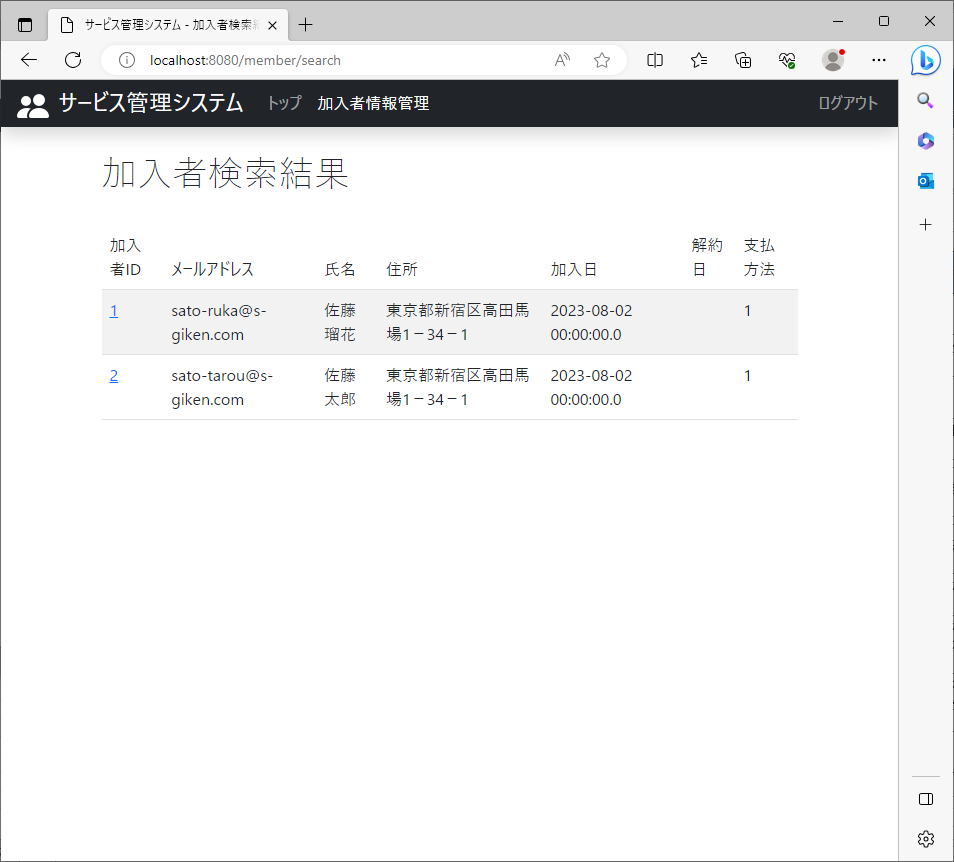 サービス管理システム - 加入者検索
localhost:8080/member/search
サービス管理システム トップ 加入者情報管理 ログアウト
加入者検索結果
加入
者ID
メールアドレス
氏名
住所
加入日
解約
日
支払
方法
1
sato-ruka@s-
giken.com
佐藤
瑠花
東京都新宿区高田馬
場1－34－1
2023-08-02
00:00:00.0
1
2
sato-tarou@s-
giken.com
佐藤
太郎
東京都新宿区高田馬
場1－34－1
2023-08-02
00:00:00.0
1